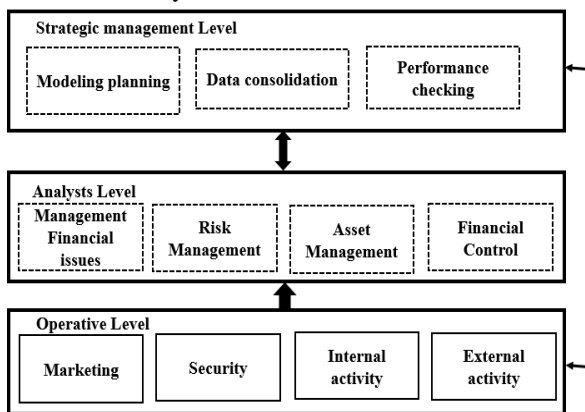 Strategic management Level
Modeling planning
Data consolidation
Performance
checking
Analysts Level
Management
Financial
issues
Risk
Management
Asset
Management
Financial
Control
Operative Level
Marketing
Security
Internal
activity
External
activity